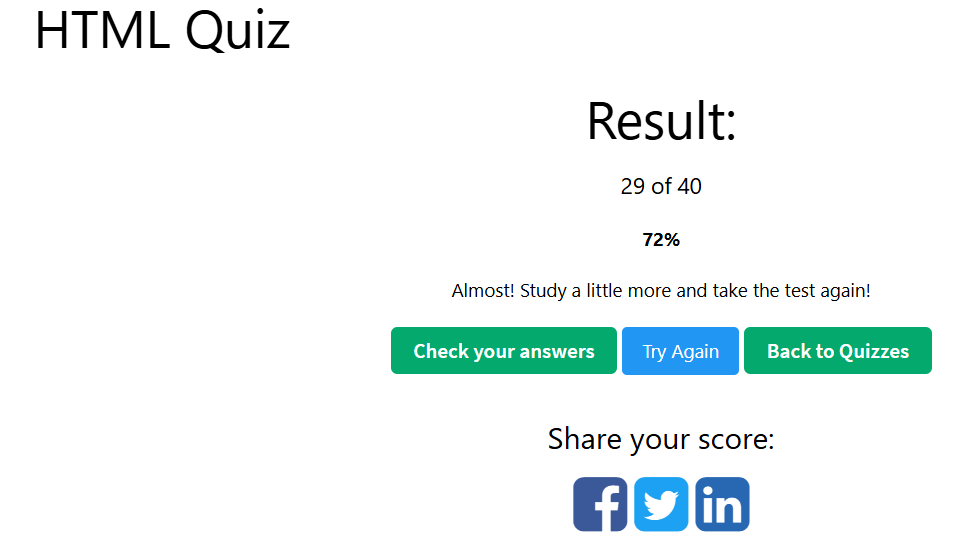 HTML Quiz
Result:
29 of 40
72%
Almost! Study a little more and take the test again!
Check your answers Try Again Back to Quizzes
Share your score: